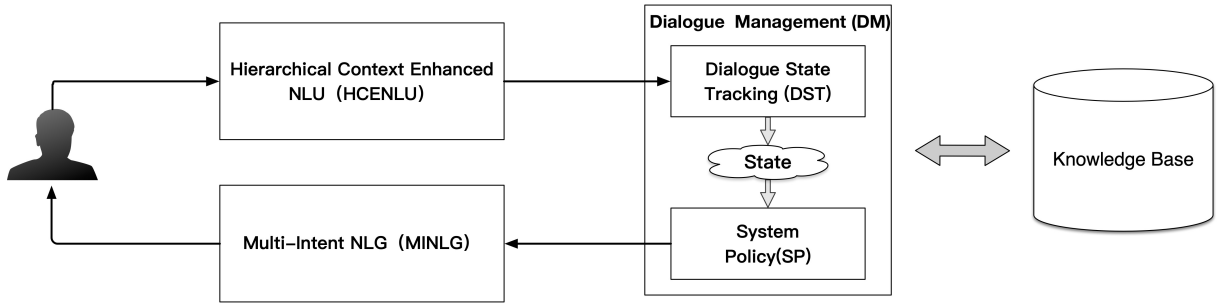 Dialogue Management (DM)
Hierarchical Context Enhanced
NLU（HCENLU）
Dialogue State
Tracking (DST)
State
Knowledge Base
System
Policy(SP)
Multi-Intent NLG（MINLG）